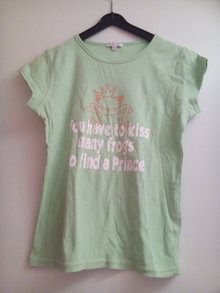 You have to kiss
many frogs
to find a Prince